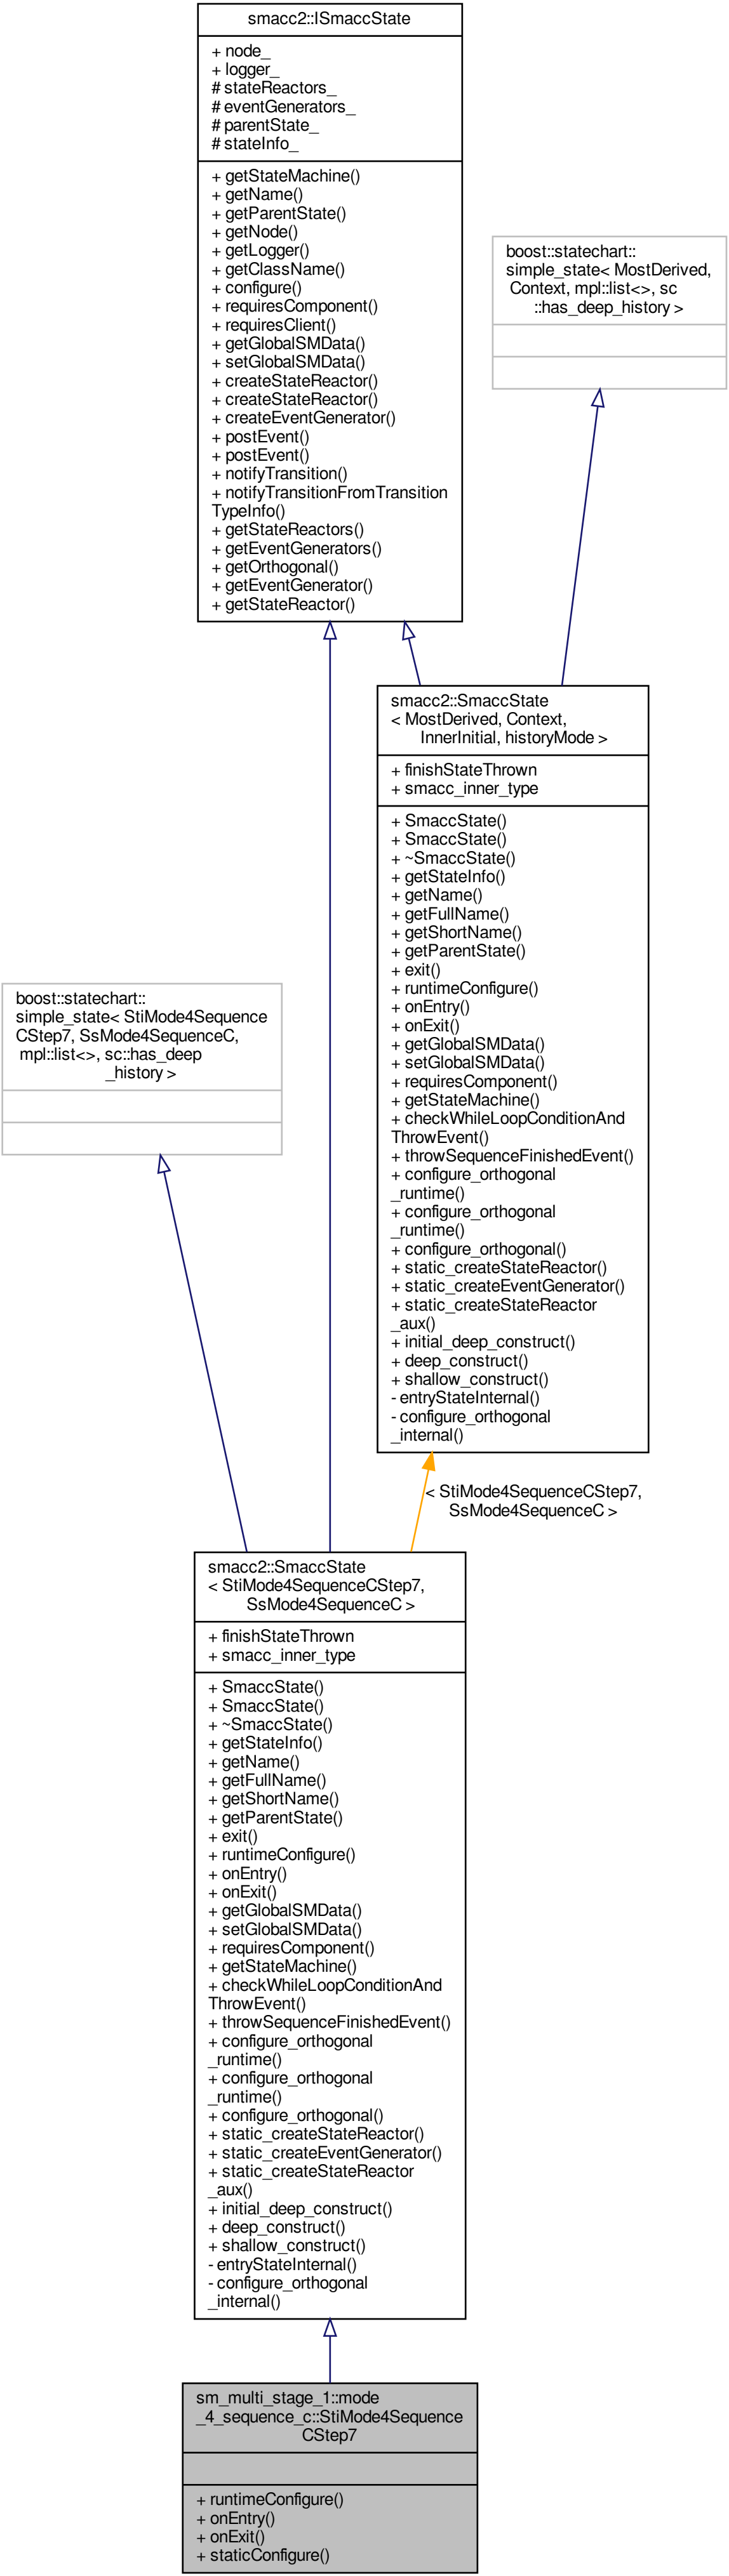 smacc2::ISmaccState
+ node_
+ logger_
# stateReactors_
# eventGenerators_
# parentState_
# stateInfo_
+ getStateMachine()
+ getName()
+ getParentState()
+ getNode()
+ getLogger()
+ getClassName()
+ configure()
+ requiresComponent()
+ requiresClient()
+ getGlobalSMData()
+ setGlobalSMData()
+ createStateReactor()
+ createStateReactor()
+ createEventGenerator()
+ postEvent()
+ postEvent()
+ notifyTransition()
+ notifyTransitionFromTransition
TypeInfo()
+ getStateReactors()
+ getEventGenerators()
+ getOrthogonal()
+ getEventGenerator()
+ getStateReactor()
boost::statechart::
simple_state< MostDerived,
Context, mpl::list<>, sc
::has_deep_history >
smacc2::SmaccState
< MostDerived, Context,
InnerInitial, historyMode >
+ finishStateThrown
+ smacc_inner_type
+ SmaccState()
+ SmaccState()
+ ~SmaccState()
+ getStateInfo()
+ getName()
+ getFullName()
+ getShortName()
+ getParentState()
+ exit()
+ runtimeConfigure()
+ onEntry()
+ onExit()
+ getGlobalSMData()
+ setGlobalSMData()
+ requiresComponent()
+ getStateMachine()
+ checkWhileLoopConditionAnd
ThrowEvent()
+ throwSequenceFinishedEvent()
+ configure_orthogonal
_runtime()
+ configure_orthogonal
_runtime()
+ configure_orthogonal()
+ static_createStateReactor()
+ static_createEventGenerator()
+ static_createStateReactor
_aux()
+ initial_deep_construct()
+ deep_construct()
+ shallow_construct()
- entryStateInternal()
- configure_orthogonal
_internal()
boost::statechart::
simple_state< StiMode4Sequence
CStep7, SsMode4SequenceC,
mpl::list<>, sc::has_deep
_history >
< StiMode4SequenceCStep7,
SsMode4SequenceC >
smacc2::SmaccState
< StiMode4SequenceCStep7,
SsMode4SequenceC >
+ finishStateThrown
+ smacc_inner_type
+ SmaccState()
+ SmaccState()
+ ~SmaccState()
+ getStateInfo()
+ getName()
+ getFullName()
+ getShortName()
+ getParentState()
+ exit()
+ runtimeConfigure()
+ onEntry()
+ onExit()
+ getGlobalSMData()
+ setGlobalSMData()
+ requiresComponent()
+ getStateMachine()
+ checkWhileLoopConditionAnd
ThrowEvent()
+ throwSequenceFinishedEvent()
+ configure_orthogonal
_runtime()
+ configure_orthogonal
_runtime()
+ configure_orthogonal()
+ static_createStateReactor()
+ static_createEventGenerator()
+ static_createStateReactor
_aux()
+ initial_deep_construct()
+ deep_construct()
+ shallow_construct()
- entryStateInternal()
- configure_orthogonal
_internal()
sm_multi_stage_1::mode
_4_sequence_c::StiMode4Sequence
CStep7
+ runtimeConfigure()
+ onEntry()
+ onExit()
+ staticConfigure()